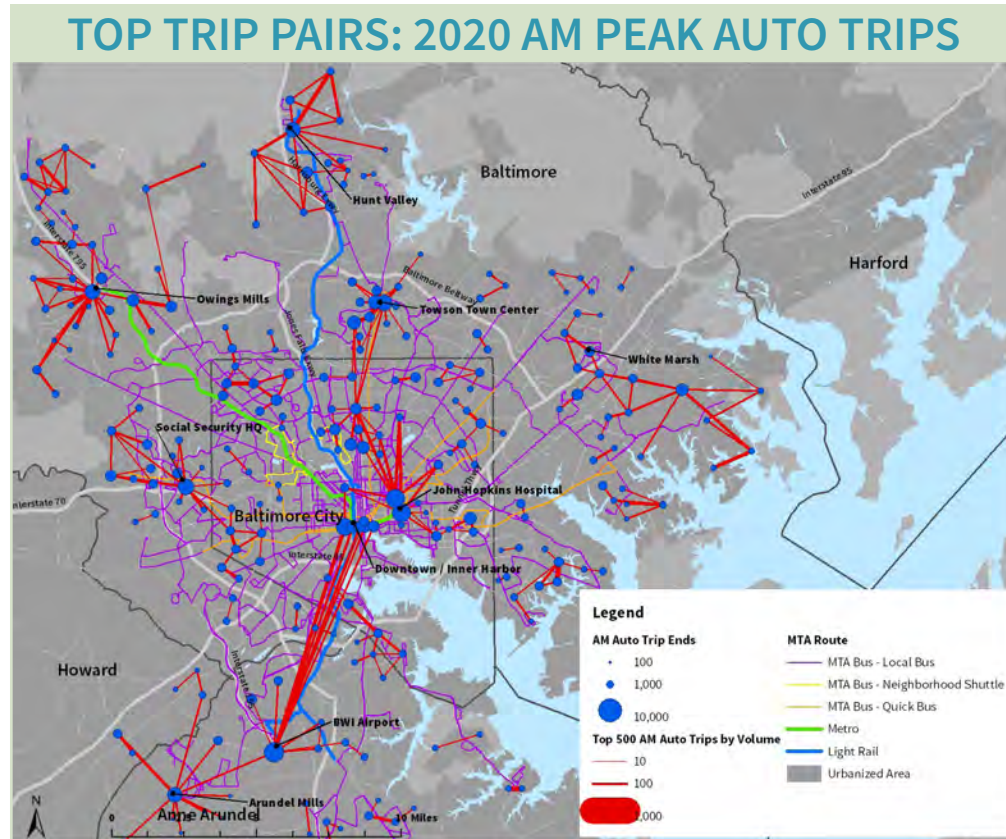 TOP TRIP PAIRS: 2020 AM PEAK AUTO TRIPS
Baltimore
Interstate 95
Hunt Valley
Harford
Interstate 795
Baltimore Beltway
Owings Mills
Towson Town Center
Jones Falls Expwy
White Marsh
Social Security HQ
John Hopkins Hospital
Interstate 70
Baltimore City
Downtown / Inner Harbor
Howard
BWI Airport
Arundel Mills
Anne Arundel
N
10 Miles
Legend
AM Auto Trip Ends
100
1,000
10,000
Top 500 AM Auto Trips by Volume
10
100
1,000
MTA Route
MTA Bus - Local Bus
MTA Bus - Neighborhood Shuttle
MTA Bus - Quick Bus
Metro
Light Rail
Urbanized Area